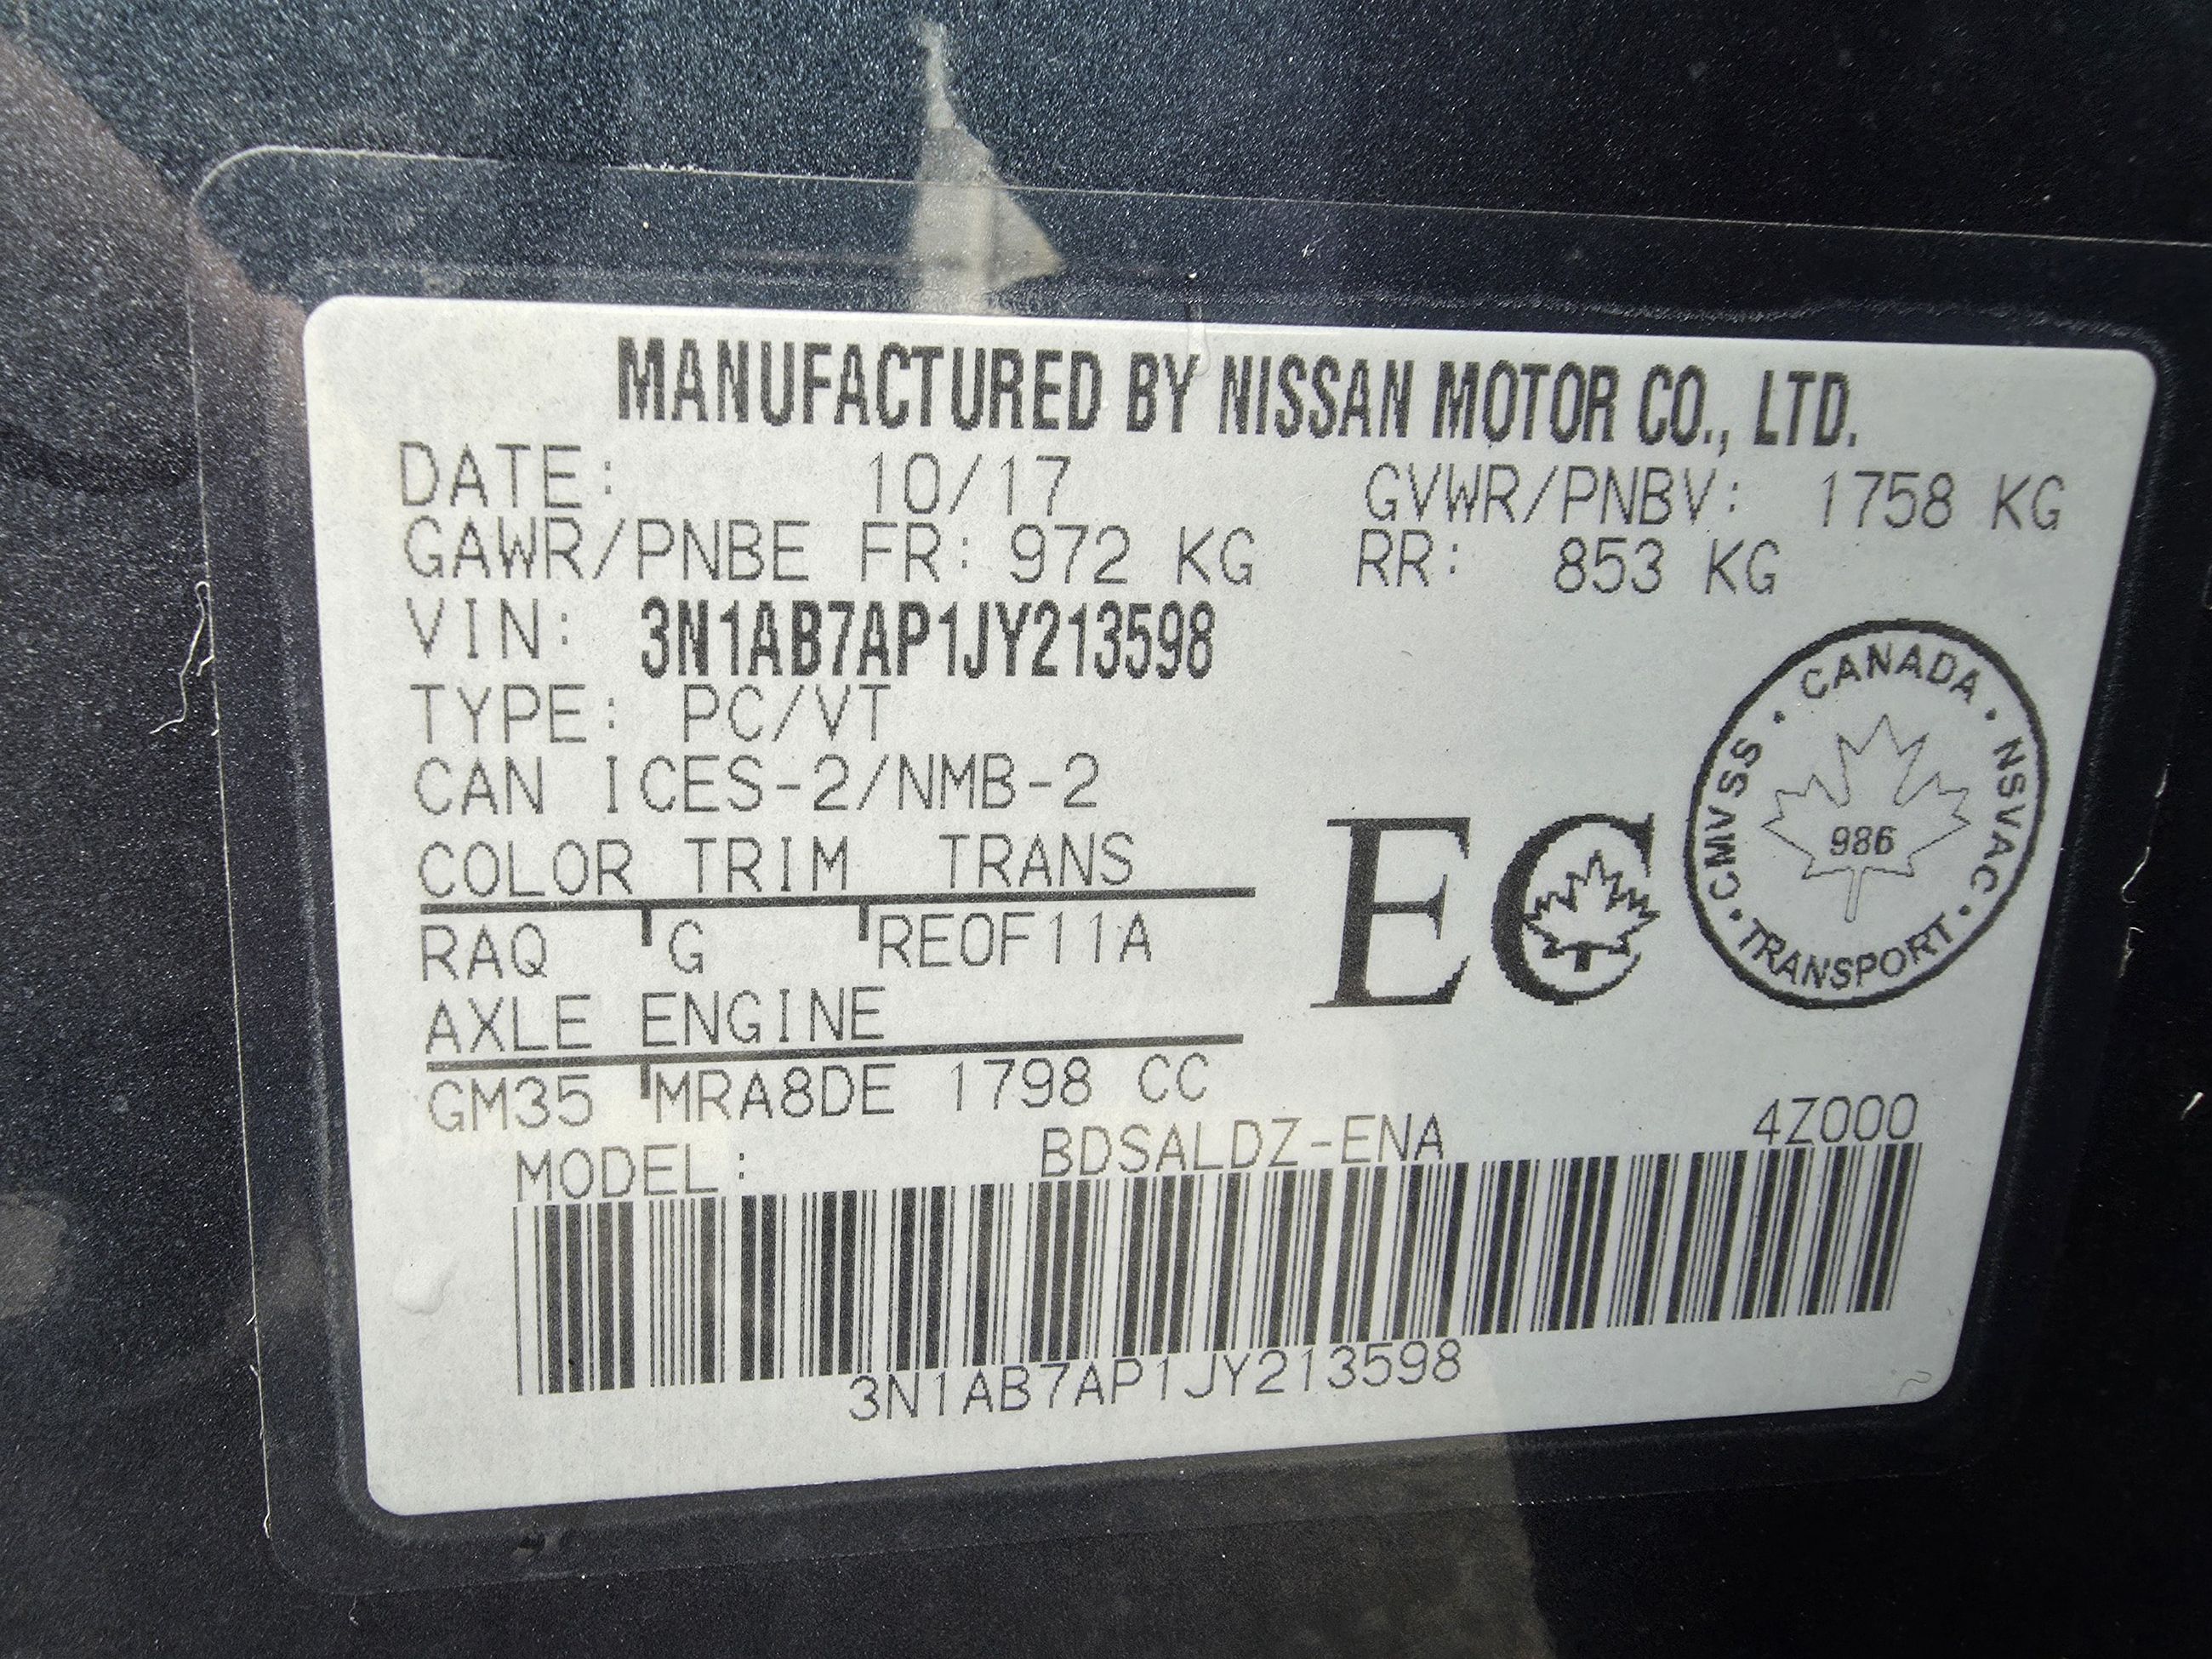 MANUFACTURED BY NISSAN MOTOR CO., LTD.
DATE: 10/17 GVWR/PNBV: 1758 KG
GAWR/PNBE FR: 972 KG RR: 853 KG
VIN: 3N1AB7AP1JY213598
TYPE: PC/VT
CAN ICES-2/NMB-2
COLOR TRIM TRANS
RAQ G RE0F11A
AXLE ENGINE
GM35 MRA8DE 1798 CC
EC
CANADA · NSVAC · TRANSPORT · CMVSS ·
986
MODEL: BDSALDZ-ENA 4Z000
3N1AB7AP1JY213598